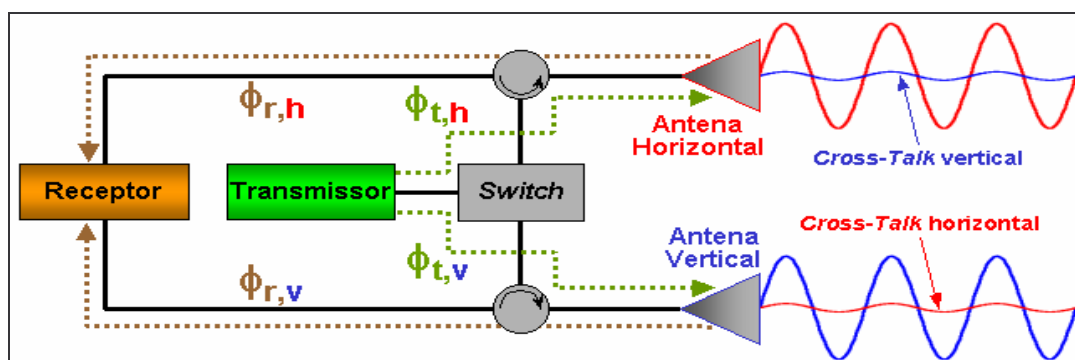 ϕr,h
ϕt,h
Antena
Horizontal
Cross-Talk vertical
Receptor
Transmissor
Switch
Cross-Talk horizontal
Antena
Vertical
ϕt,v
ϕr,v